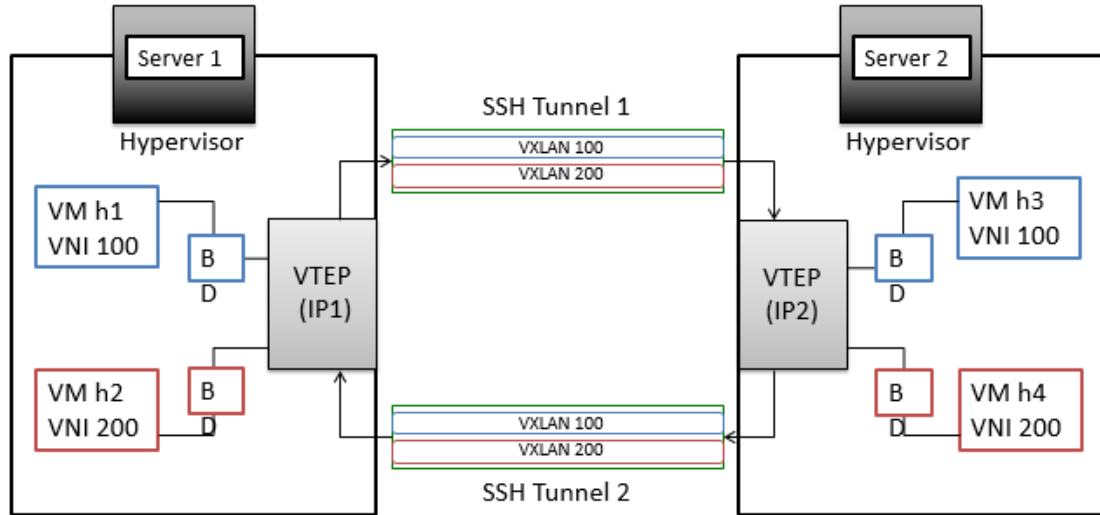 Server 1
Server 2
Hypervisor
Hypervisor
SSH Tunnel 1
VXLAN 100
VXLAN 200
VM h1
VNI 100
B
D
VTEP
(IP1)
VM h2
VNI 200
B
D
VTEP
(IP2)
B
D
VM h3
VNI 100
B
D
VM h4
VNI 200
VXLAN 100
VXLAN 200
SSH Tunnel 2